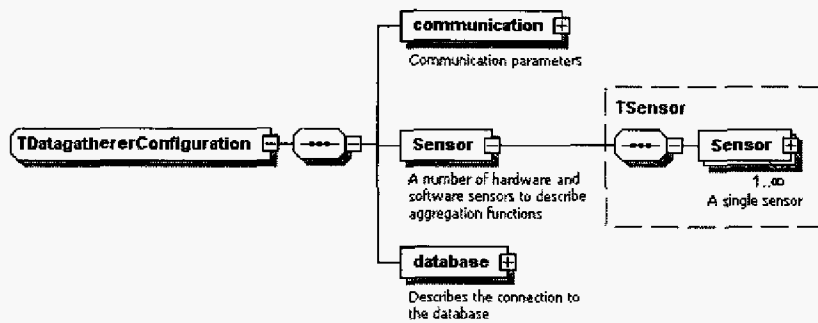 communication
Communication parameters
TSensor
TDatagathererConfiguration
Sensor
Sensor
1..∞
A number of hardware and
software sensors to describe
aggregation functions
A single sensor
database
Describes the connection to
the database